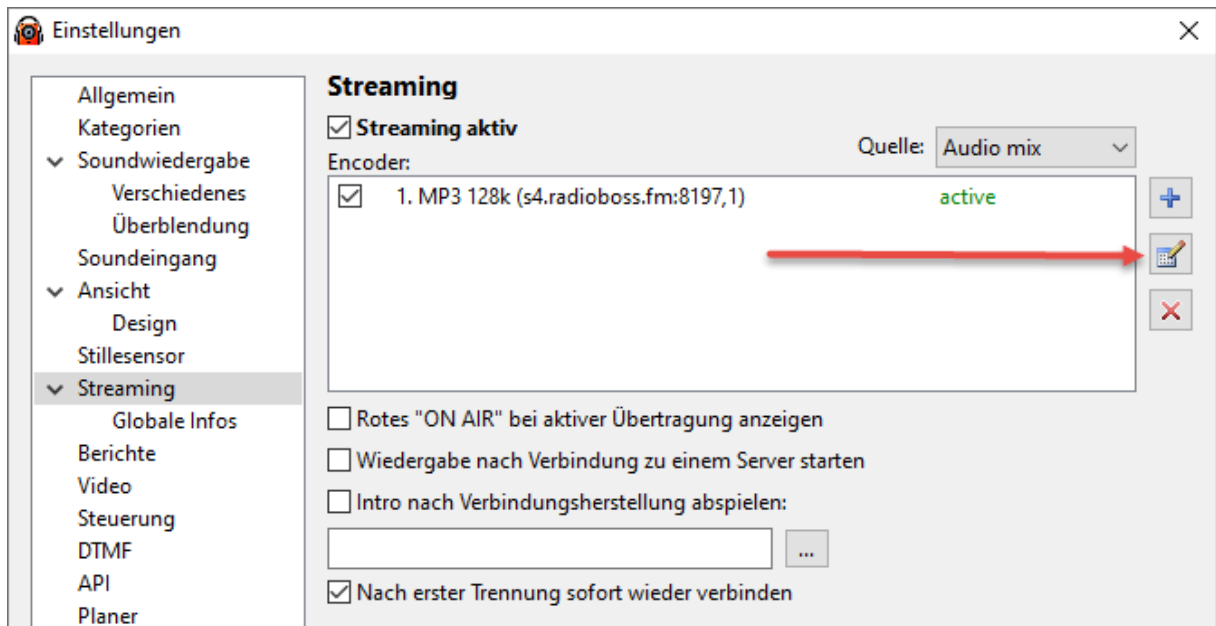 Einstellungen
Allgemein
Kategorien
Soundwiedergabe
Verschiedenes
Überblendung
Soundeingang
Ansicht
Design
Stillesensor
Streaming
Globale Infos
Berichte
Video
Steuerung
DTMF
API
Planer
Streaming
Streaming aktiv
Quelle: Audio mix
Encoder:
1. MP3 128k (s4.radioboss.fm:8197,1) active
Rotes "ON AIR" bei aktiver Übertragung anzeigen
Wiedergabe nach Verbindung zu einem Server starten
Intro nach Verbindungsherstellung abspielen:
...
Nach erster Trennung sofort wieder verbinden